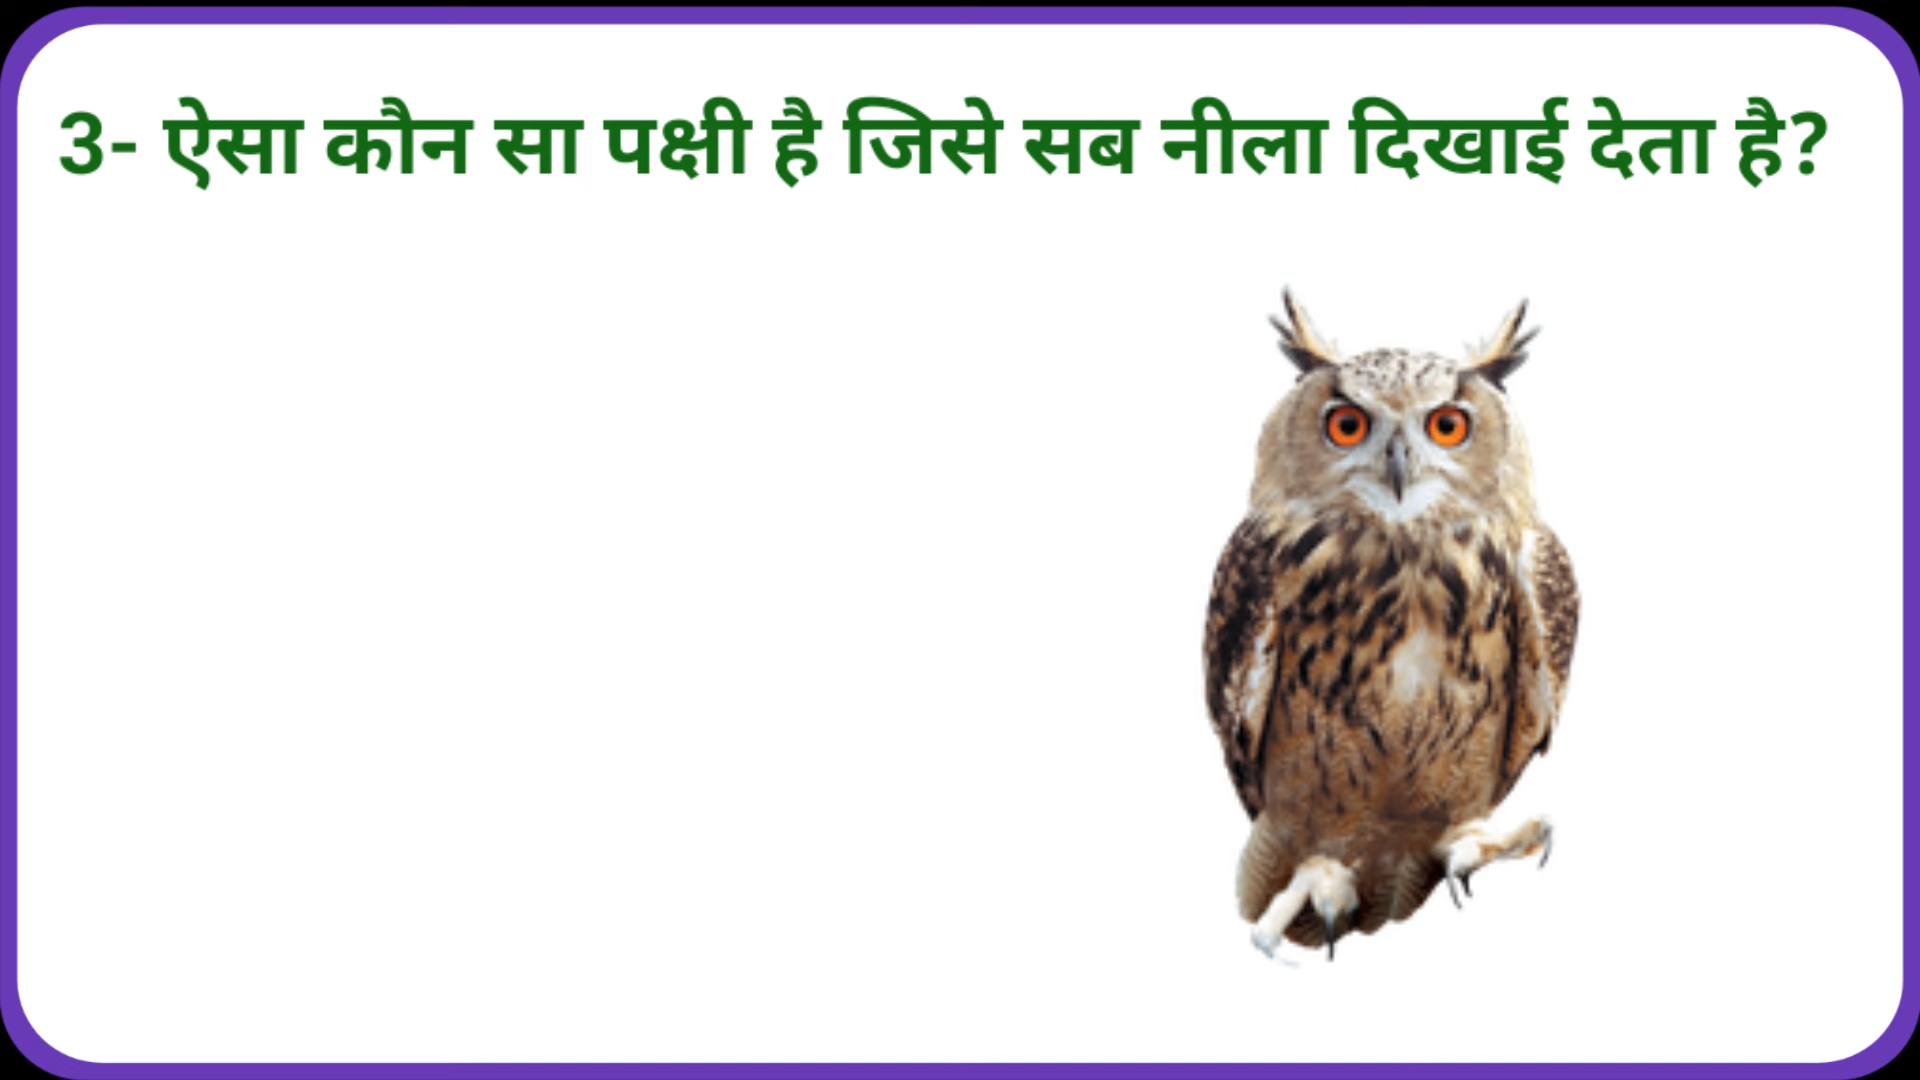 3- ऐसा कौन सा पक्षी है जिसे सब नीला दिखाई देता है?